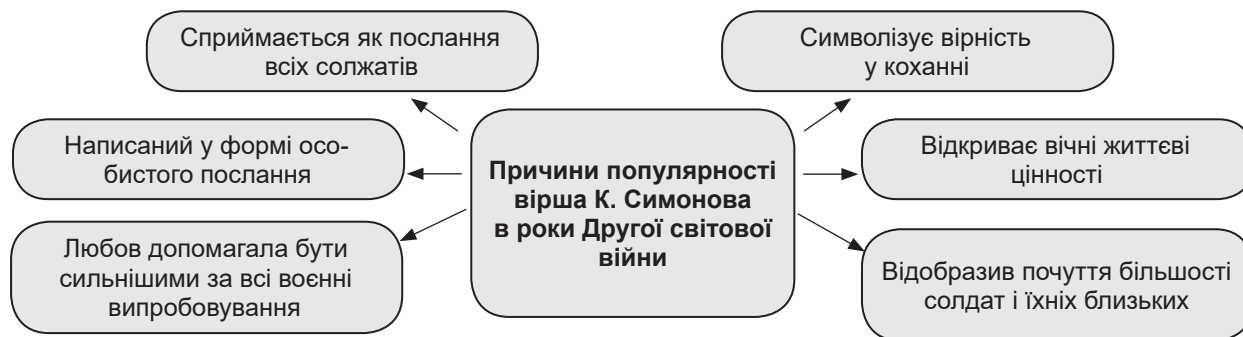 Сприймається як послання
всіх солжатів
Символізує вірність
у коханні
Написаний у формі осо-
бистого послання
Причини популярності
вірша К. Симонова
в роки Другої світової
війни
Відкриває вічні життєві
цінності
Любов допомагала бути
сильнішими за всі воєнні
випробовування
Відобразив почуття більшості
солдат і їхніх близьких